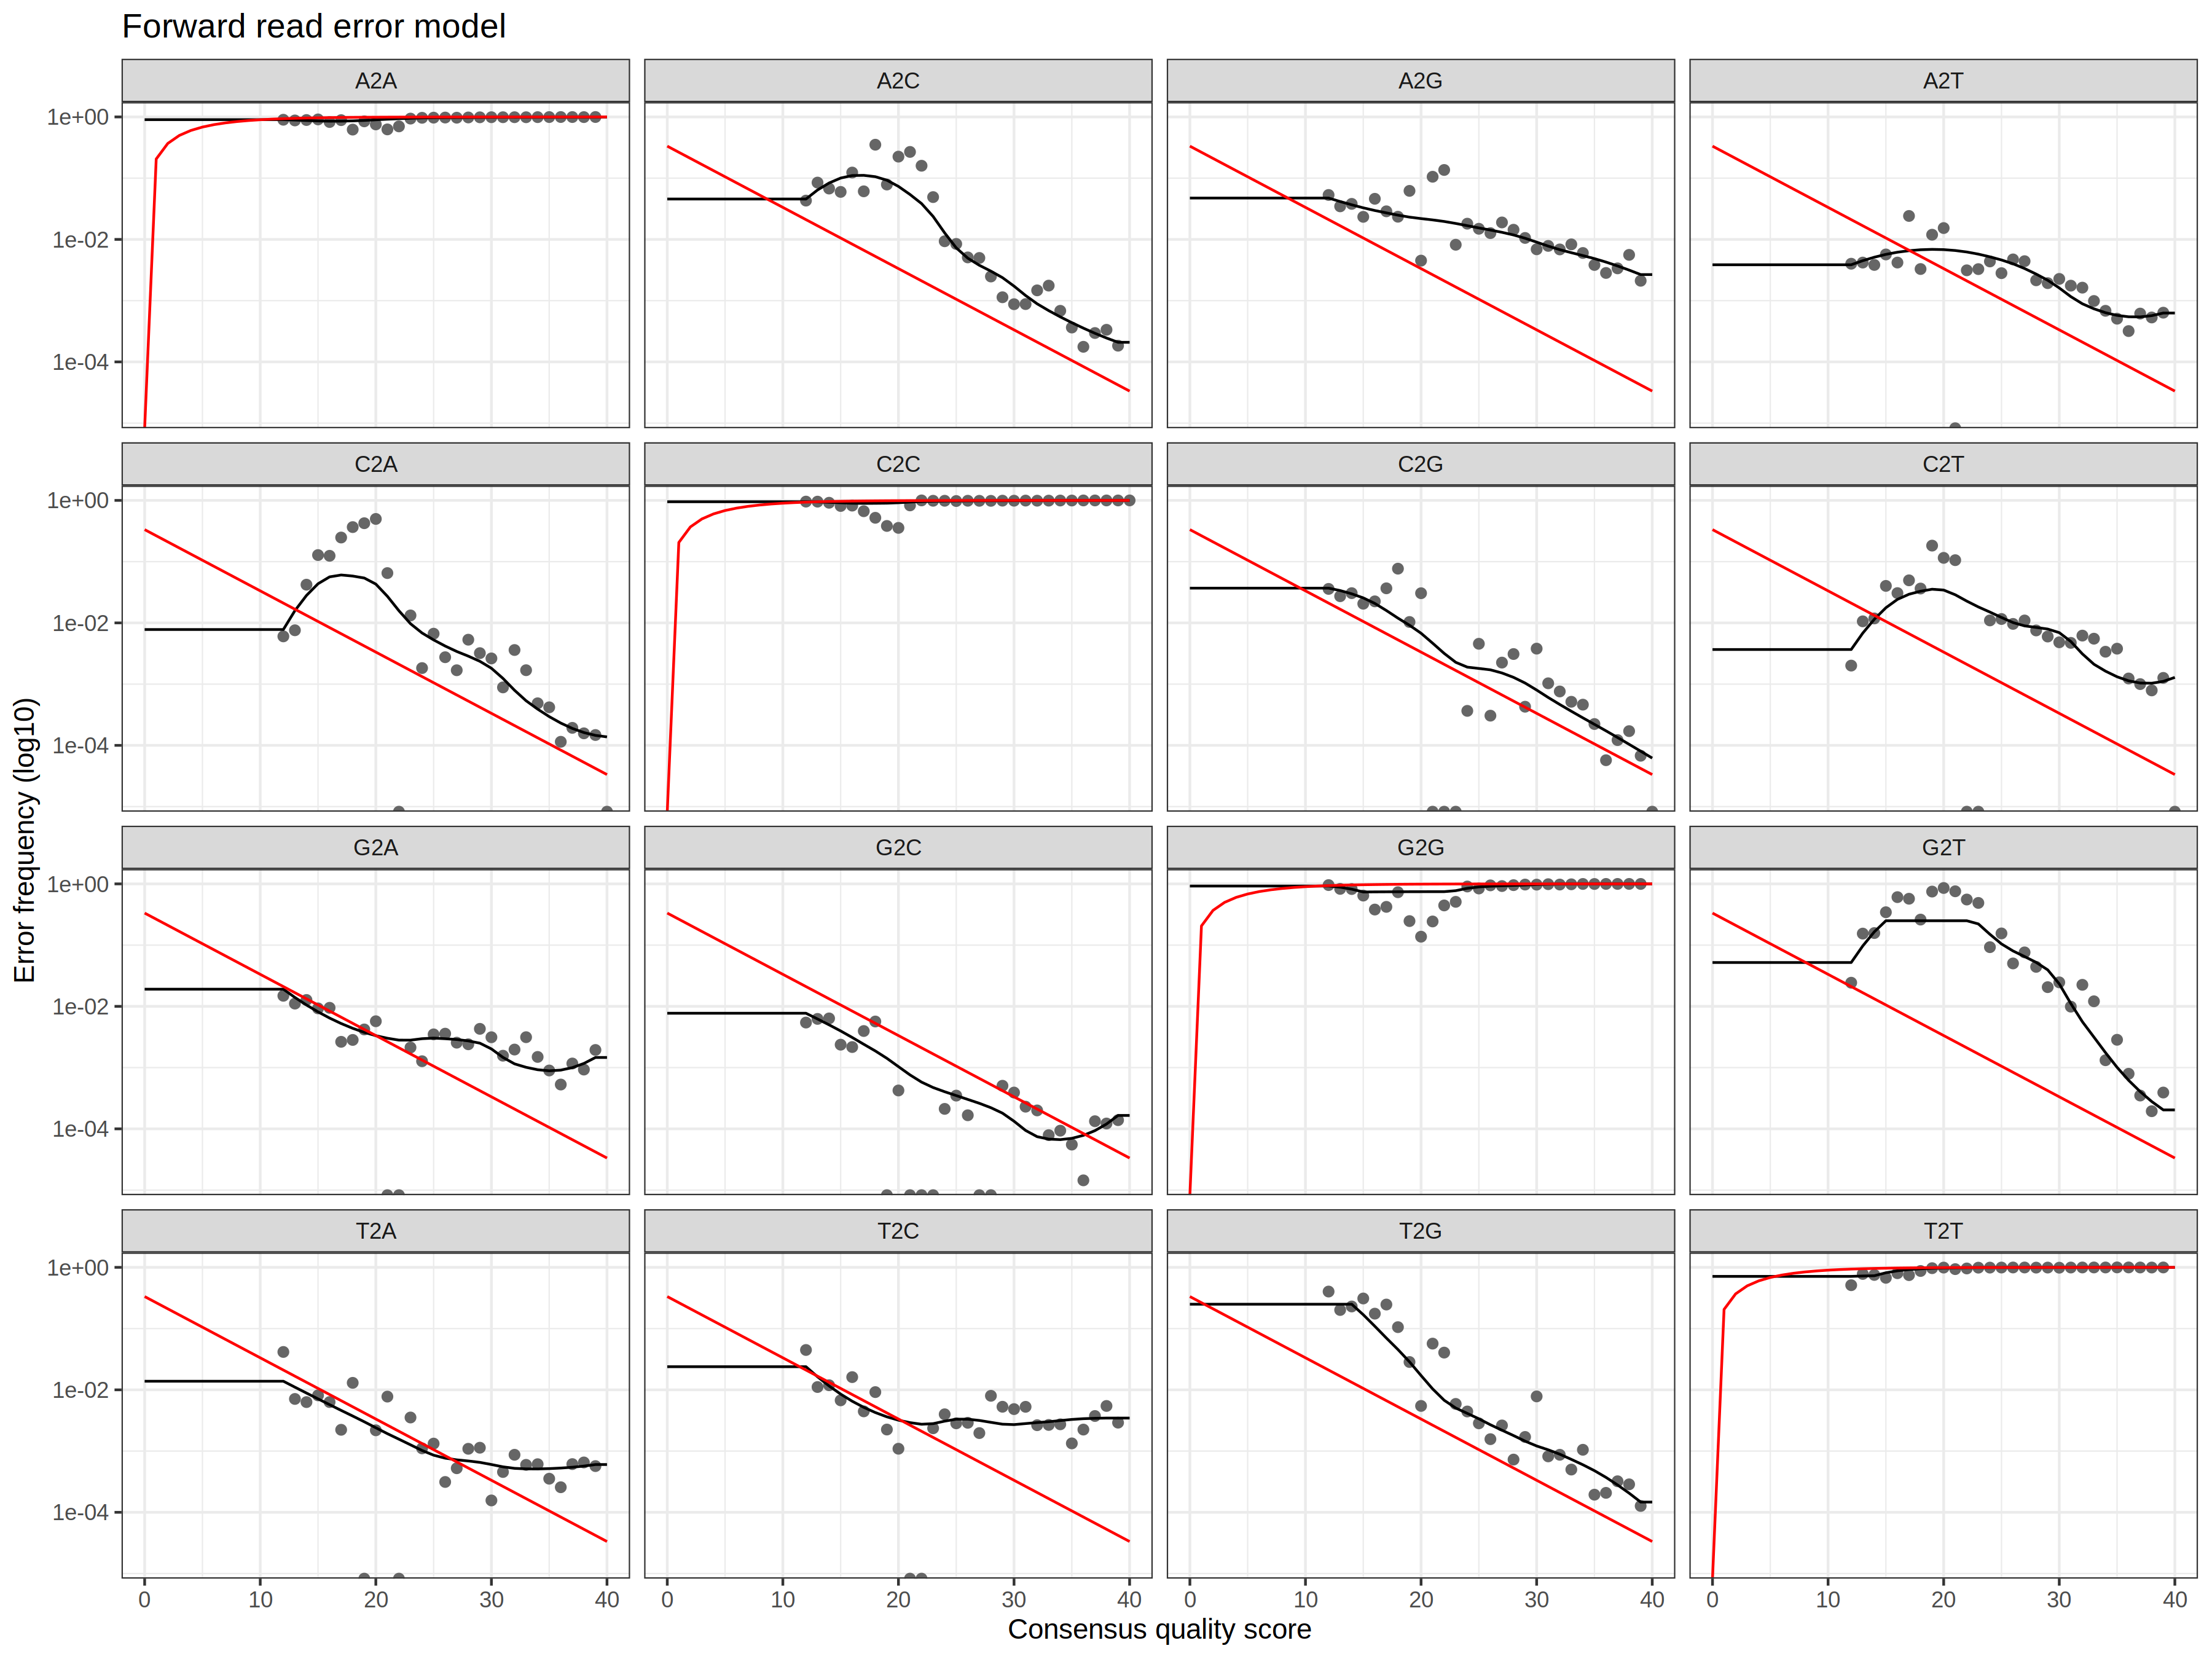 Forward read error model
A2A A2C A2G A2T
1e+00
1e-02
1e-04
C2A C2C C2G C2T
1e+00
1e-02
1e-04
Error frequency (log10)
G2A G2C G2G G2T
1e+00
1e-02
1e-04
T2A T2C T2G T2T
1e+00
1e-02
1e-04
0 10 20 30 40 0 10 20 30 40 0 10 20 30 40 0 10 20 30 40
Consensus quality score